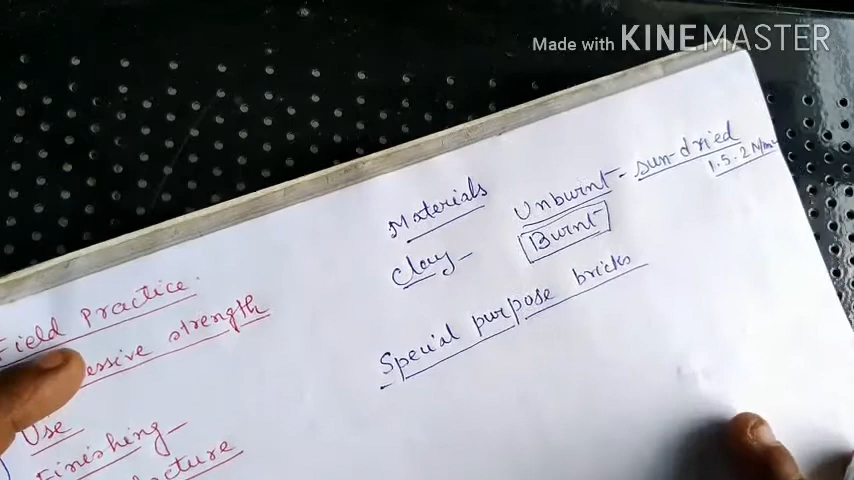 Made with KINEMASTER
Field Practice.
essive strength
Use
Finishing
cture
Materials
Unburnt - sun-dried
1.5-2 N/m
Clay - Burnt
Special purpose bricks